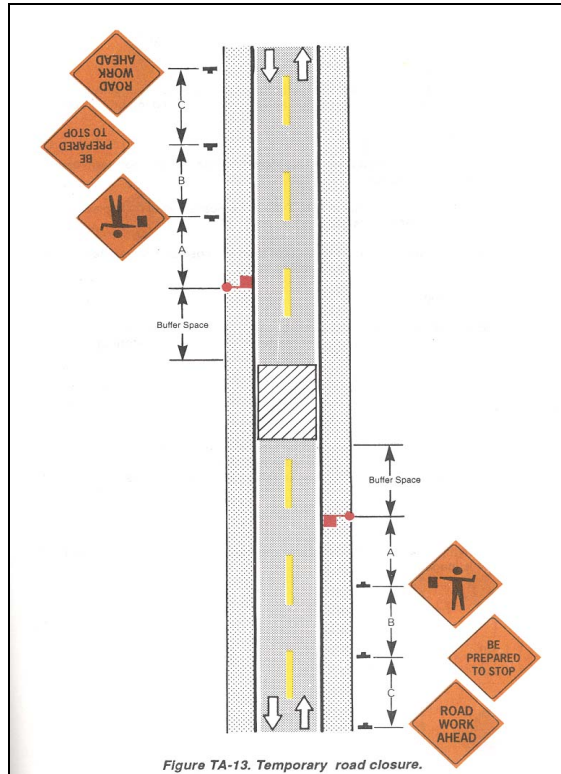 ROAD
WORK
AHEAD
C
BE
PREPARED
TO STOP
B
A
Buffer Space
Buffer Space
A
B
BE
PREPARED
TO STOP
C
ROAD
WORK
AHEAD
Figure TA-13. Temporary road closure.